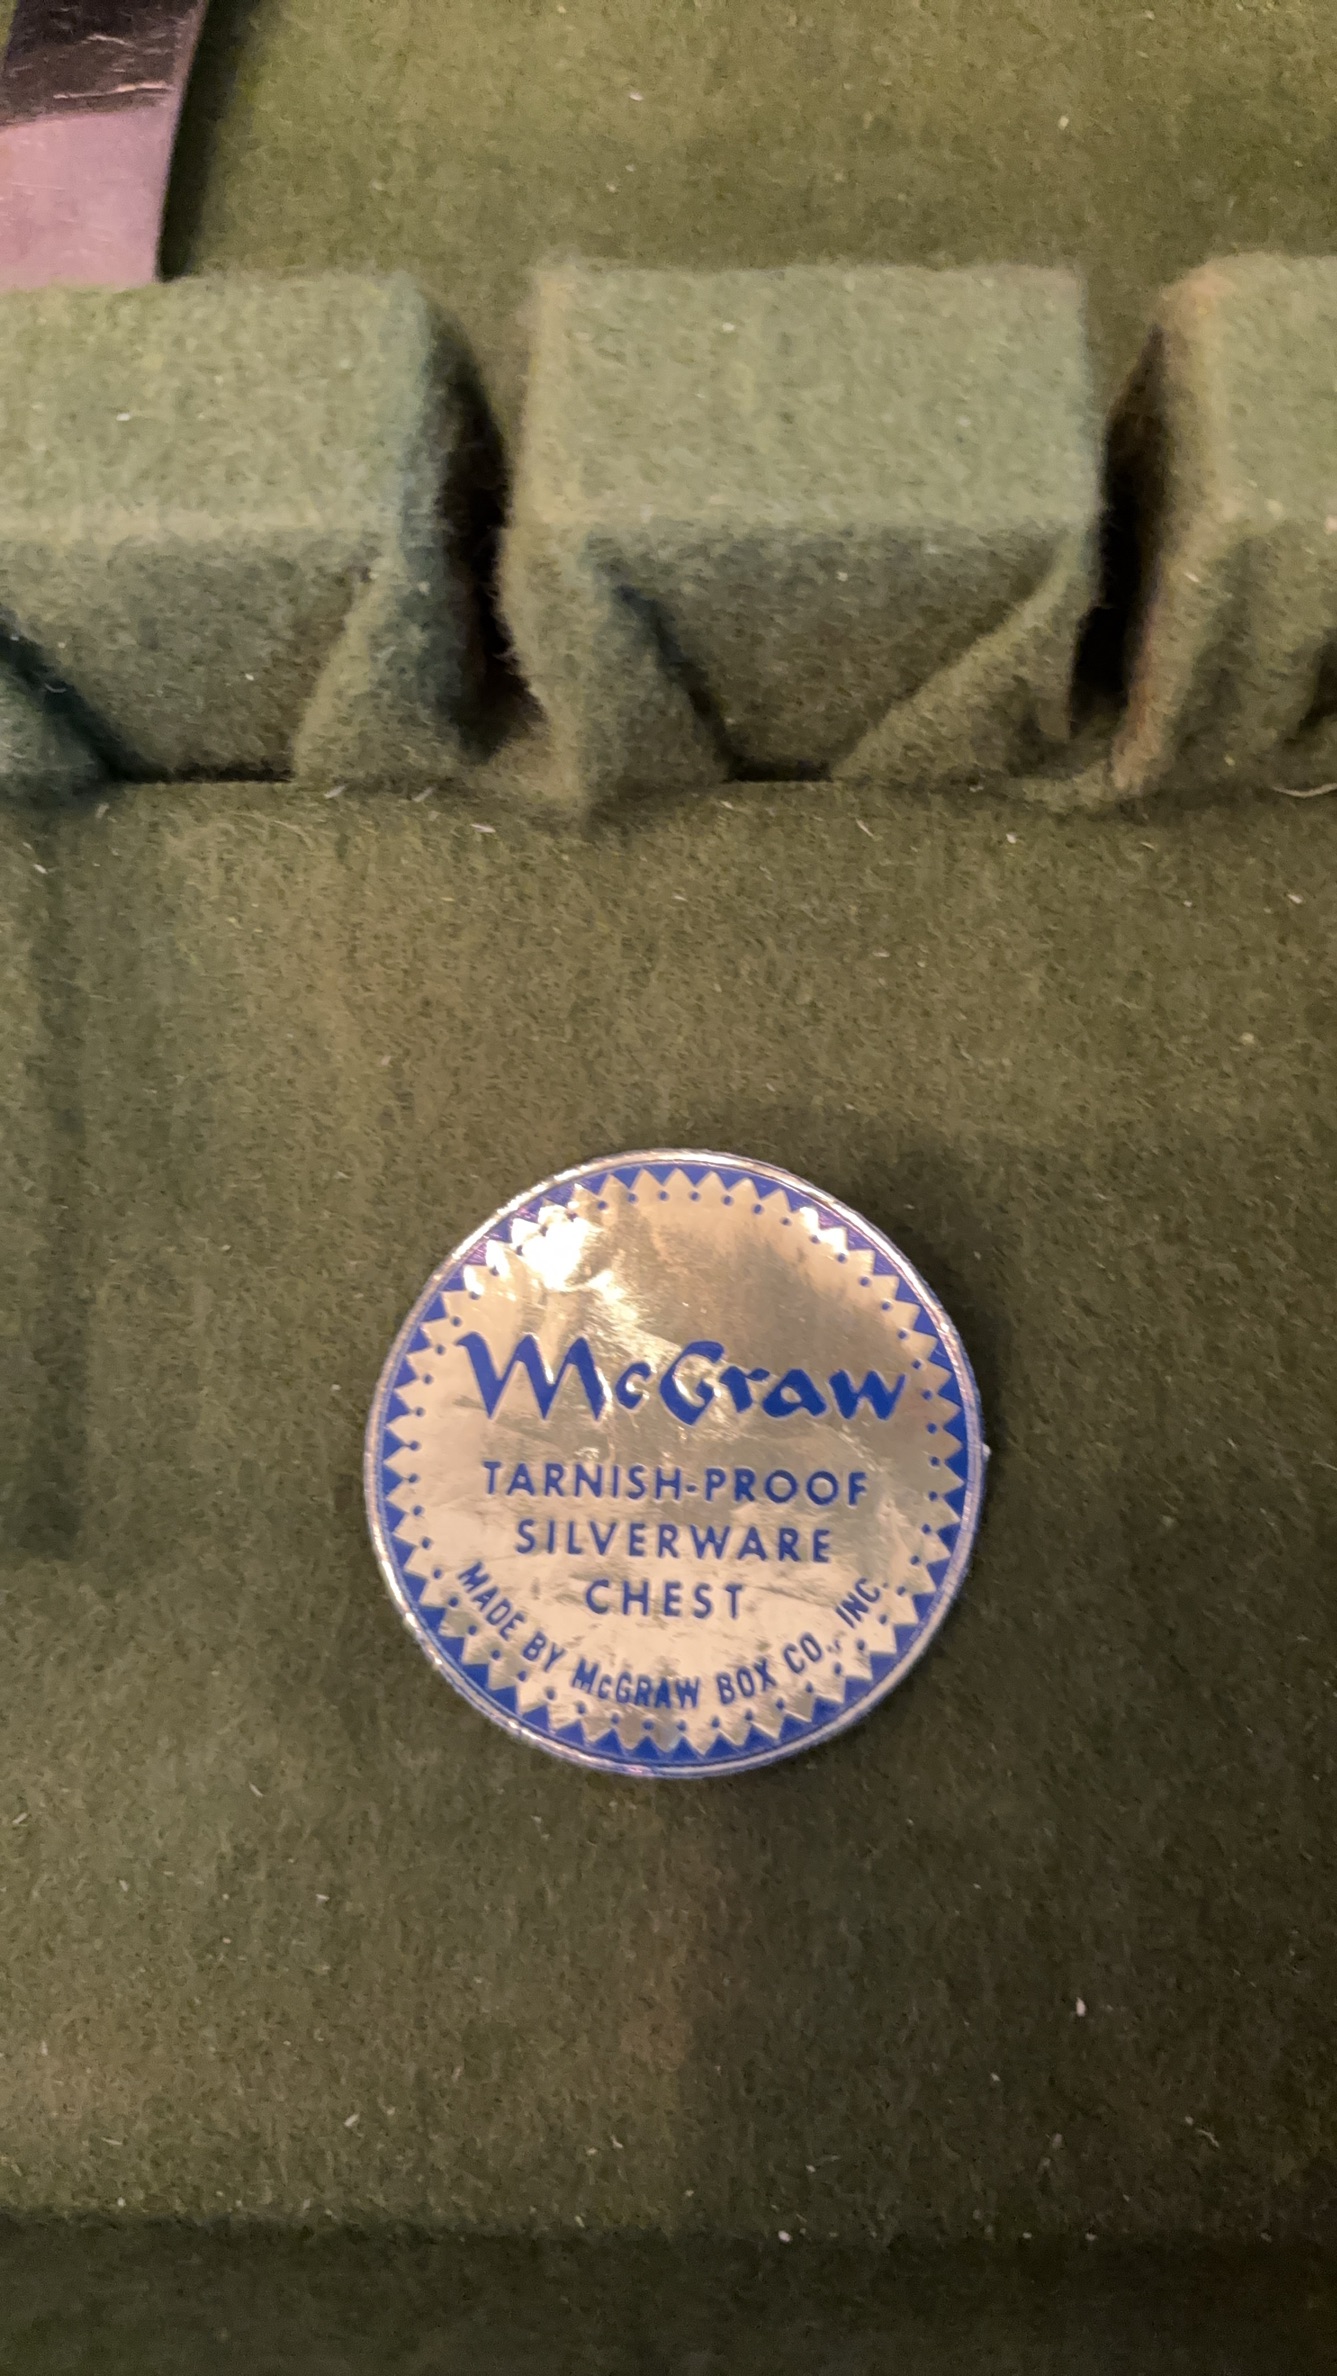 McGraw
TARNISH-PROOF
SILVERWARE
CHEST
MADE BY McGRAW BOX CO., INC.